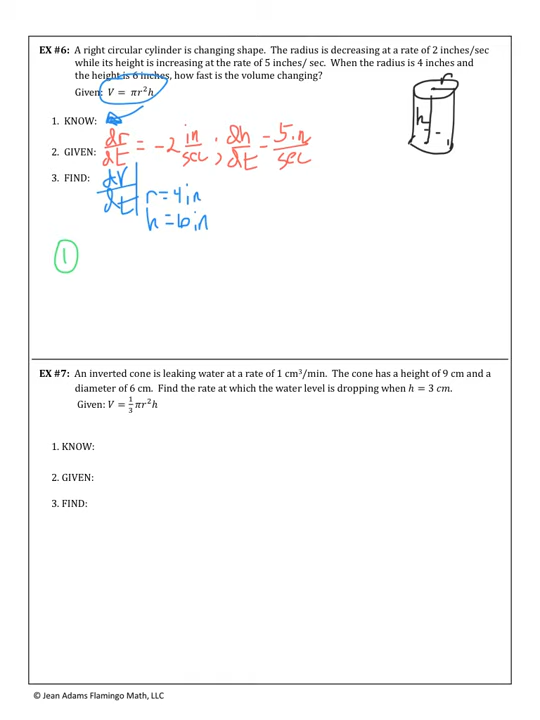 EX #6: A right circular cylinder is changing shape. The radius is decreasing at a rate of 2 inches/sec
while its height is increasing at the rate of 5 inches/ sec. When the radius is 4 inches and
the height is 6 inches, how fast is the volume changing?
Given: V = πr²h
r
h
1. KNOW:
2. GIVEN: dr/dt = -2 in/sec ; dh/dt = 5 in/sec
3. FIND: dV/dt | r = 4 in
h = 6 in
1
EX #7: An inverted cone is leaking water at a rate of 1 cm³/min. The cone has a height of 9 cm and a
diameter of 6 cm. Find the rate at which the water level is dropping when h = 3 cm.
Given: V = 1/3 πr²h
1. KNOW:
2. GIVEN:
3. FIND:
© Jean Adams Flamingo Math, LLC